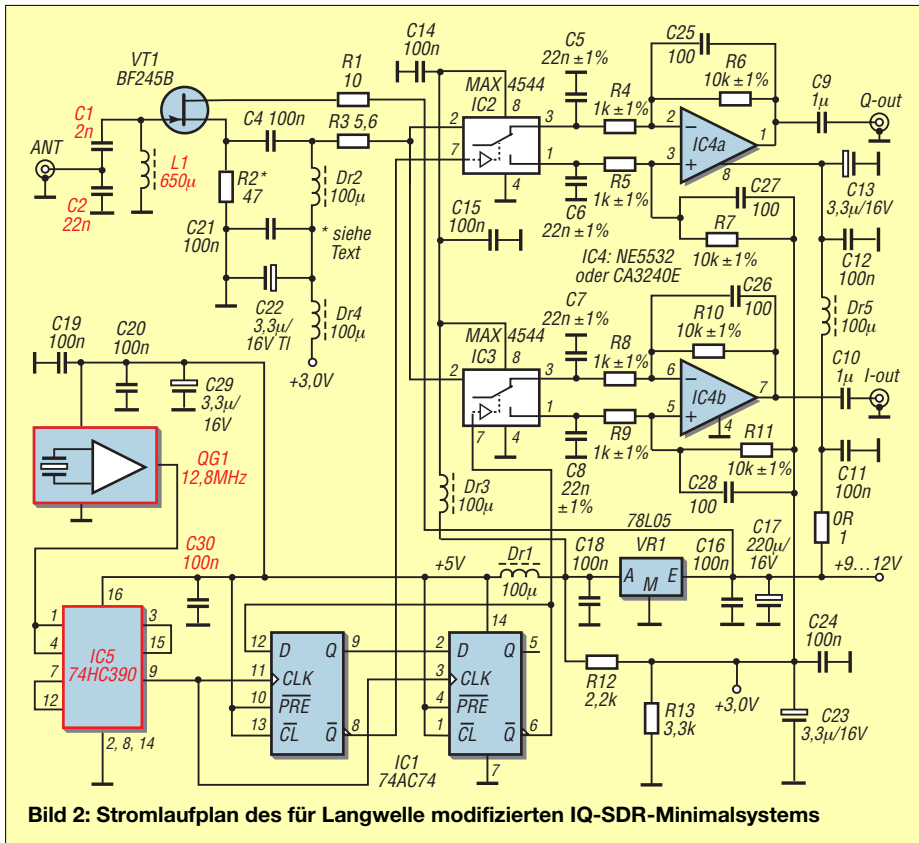 VT1
BF245B
C1
2n
ANT
L1
650µ
C2
22n
C4 100n
R2*
47
C21
100n
C22
3,3µ/
16V Tl
Dr2
100µ
* siehe
Text
Dr4
100µ
+3,0V
R1
10
R3 5,6
C14
100n
MAX
4544
IC2
8
2
7
3
1
4
C15
100n
C5
22n ±1%
C6
22n ±1%
R4
1k ±1%
R5
1k ±1%
C25
100
R6
10k ±1%
2
3
IC4a
1
8
C9
1µ
Q-out
C13
3,3µ/16V
C27
100
R7
10k ±1%
C12
100n
IC4: NE5532
oder CA3240E
Dr5
100µ
MAX
4544
IC3
8
2
7
3
1
4
C7
22n ±1%
C8
22n
±1%
R8
1k ±1%
R9
1k ±1%
C26
100
R10
10k ±1%
6
5
IC4b
7
4
C10
1µ
I-out
R11
10k ±1%
C28
100
C11
100n
0R
1
C19
100n
C20
100n
C29
3,3µ/
16V
QG1
12,8MHz
C30
100n
Dr3
100µ
+5V
Dr1
100µ
C18
100n
78L05
VR1
A M E
C16
100n
C17
220µ/
16V
+9...12V
16
1
4
7
12
3
15
9
IC5
74HC390
2, 8, 14
12
11
10
13
D Q
CLK
PRE
CL Q
9
8
14
2
3
4
1
D Q
CLK
PRE
CL Q
5
6
7
IC1
74AC74
R12
2,2k
R13
3,3k
+3,0V
C24
100n
C23
3,3µ/16V
Bild 2: Stromlaufplan des für Langwelle modifizierten IQ-SDR-Minimalsystems